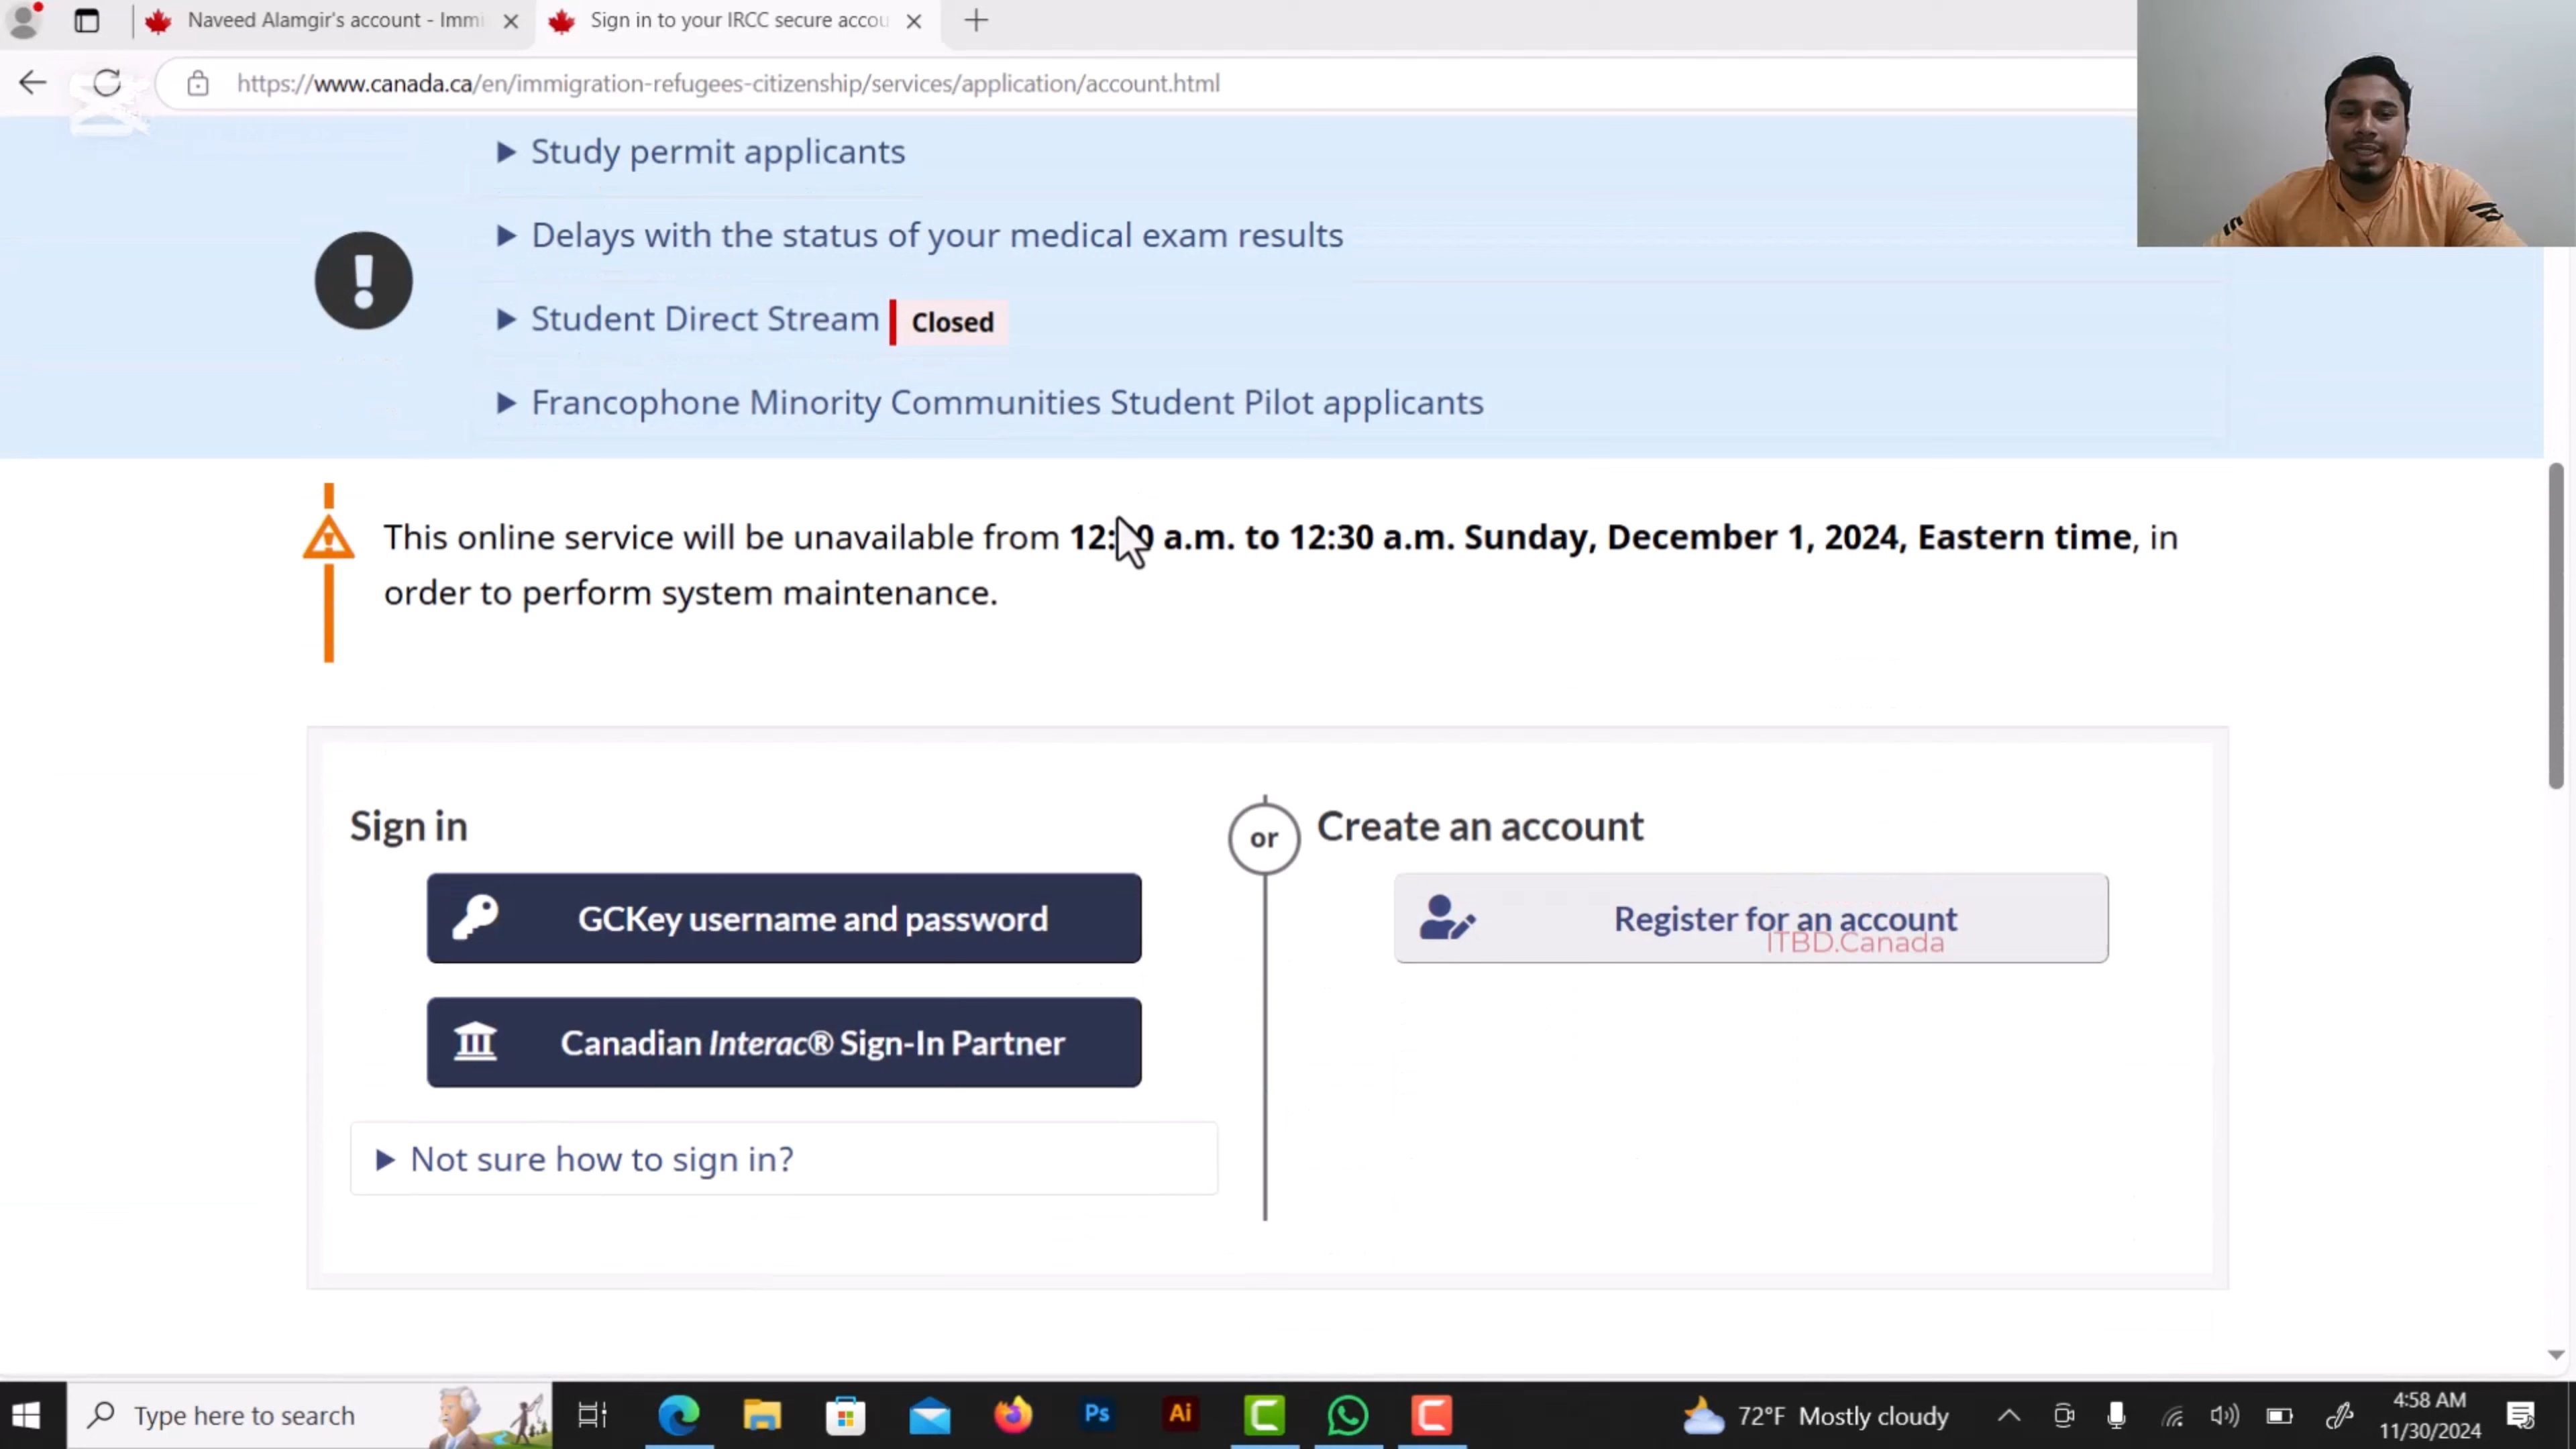 Naveed Alamgir's account - Immi
Sign in to your IRCC secure accou
https://www.canada.ca/en/immigration-refugees-citizenship/services/application/account.html
Study permit applicants
Delays with the status of your medical exam results
Student Direct Stream Closed
Francophone Minority Communities Student Pilot applicants
This online service will be unavailable from 12: 0 a.m. to 12:30 a.m. Sunday, December 1, 2024, Eastern time, in
order to perform system maintenance.
Sign in
or
Create an account
GCKey username and password
Register for an account
ITBD.Canada
Canadian Interac® Sign-In Partner
Not sure how to sign in?
Type here to search
Ps
Ai
72°F Mostly cloudy
4:58 AM
11/30/2024